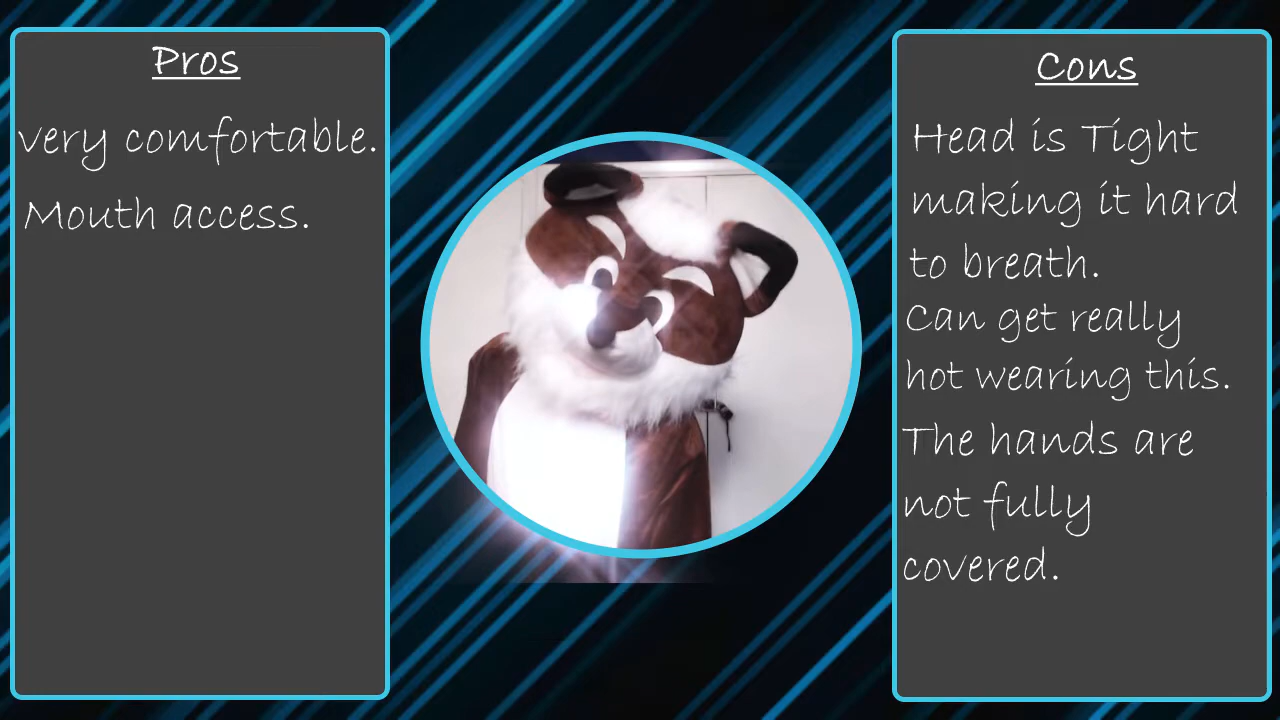 Pros
very comfortable.
Mouth access.
Cons
Head is Tight
making it hard
to breath.
Can get really
hot wearing this.
The hands are
not fully
covered.